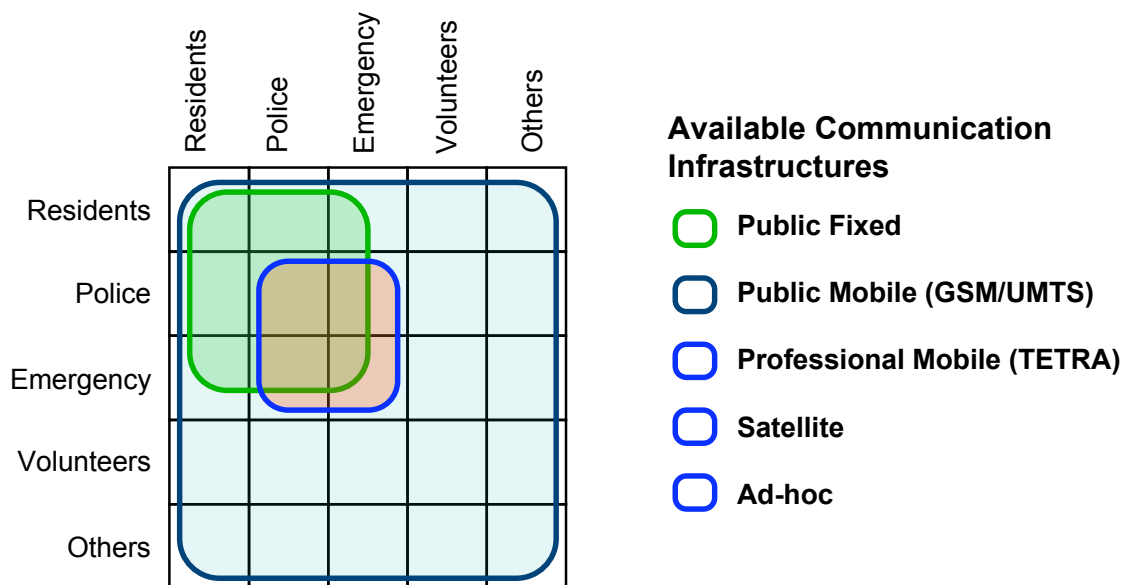 Residents
Police
Emergency
Volunteers
Others
Residents
Police
Emergency
Volunteers
Others
Available Communication
Infrastructures
Public Fixed
Public Mobile (GSM/UMTS)
Professional Mobile (TETRA)
Satellite
Ad-hoc